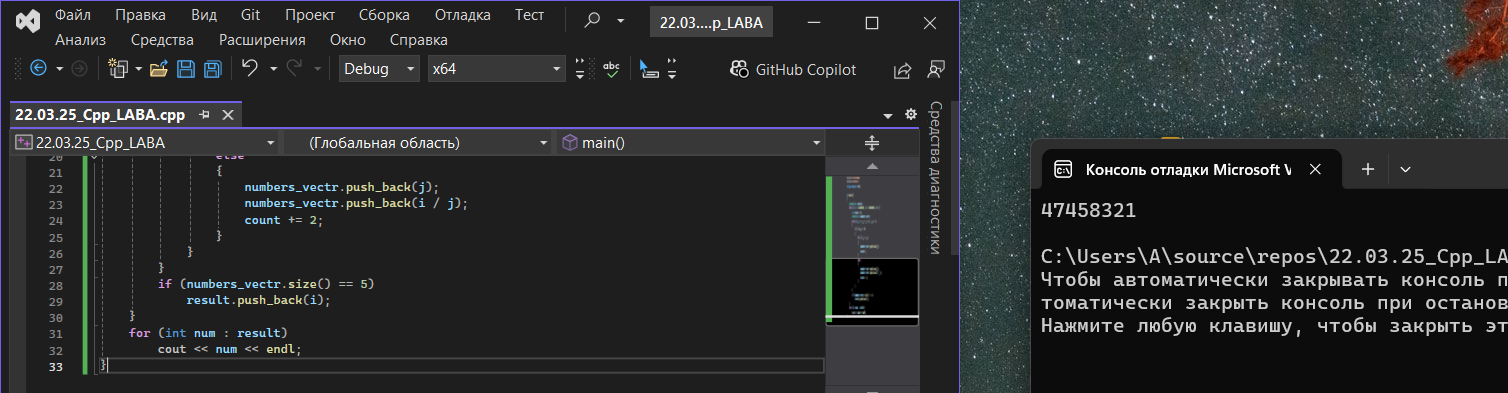 Файл Правка Вид Git Проект Сборка Отладка Тест
22.03....p_LABA
Анализ Средства Расширения Окно Справка
Debug x64
abc
GitHub Copilot
22.03.25_Cpp_LABA.cpp
22.03.25_Cpp_LABA (Глобальная область) main()
20 else
21 {
22 numbers_vectr.push_back(j);
23 numbers_vectr.push_back(i / j);
24 count += 2;
25 }
26 }
27 }
28 if (numbers_vectr.size() == 5)
29 result.push_back(i);
30 }
31 for (int num : result)
32 cout << num << endl;
33 }
Средства диагностики
Консоль отладки Microsoft V
47458321
C:\Users\A\source\repos\22.03.25_Cpp_LA
Чтобы автоматически закрывать консоль п
томатически закрыть консоль при останов
Нажмите любую клавишу, чтобы закрыть эт